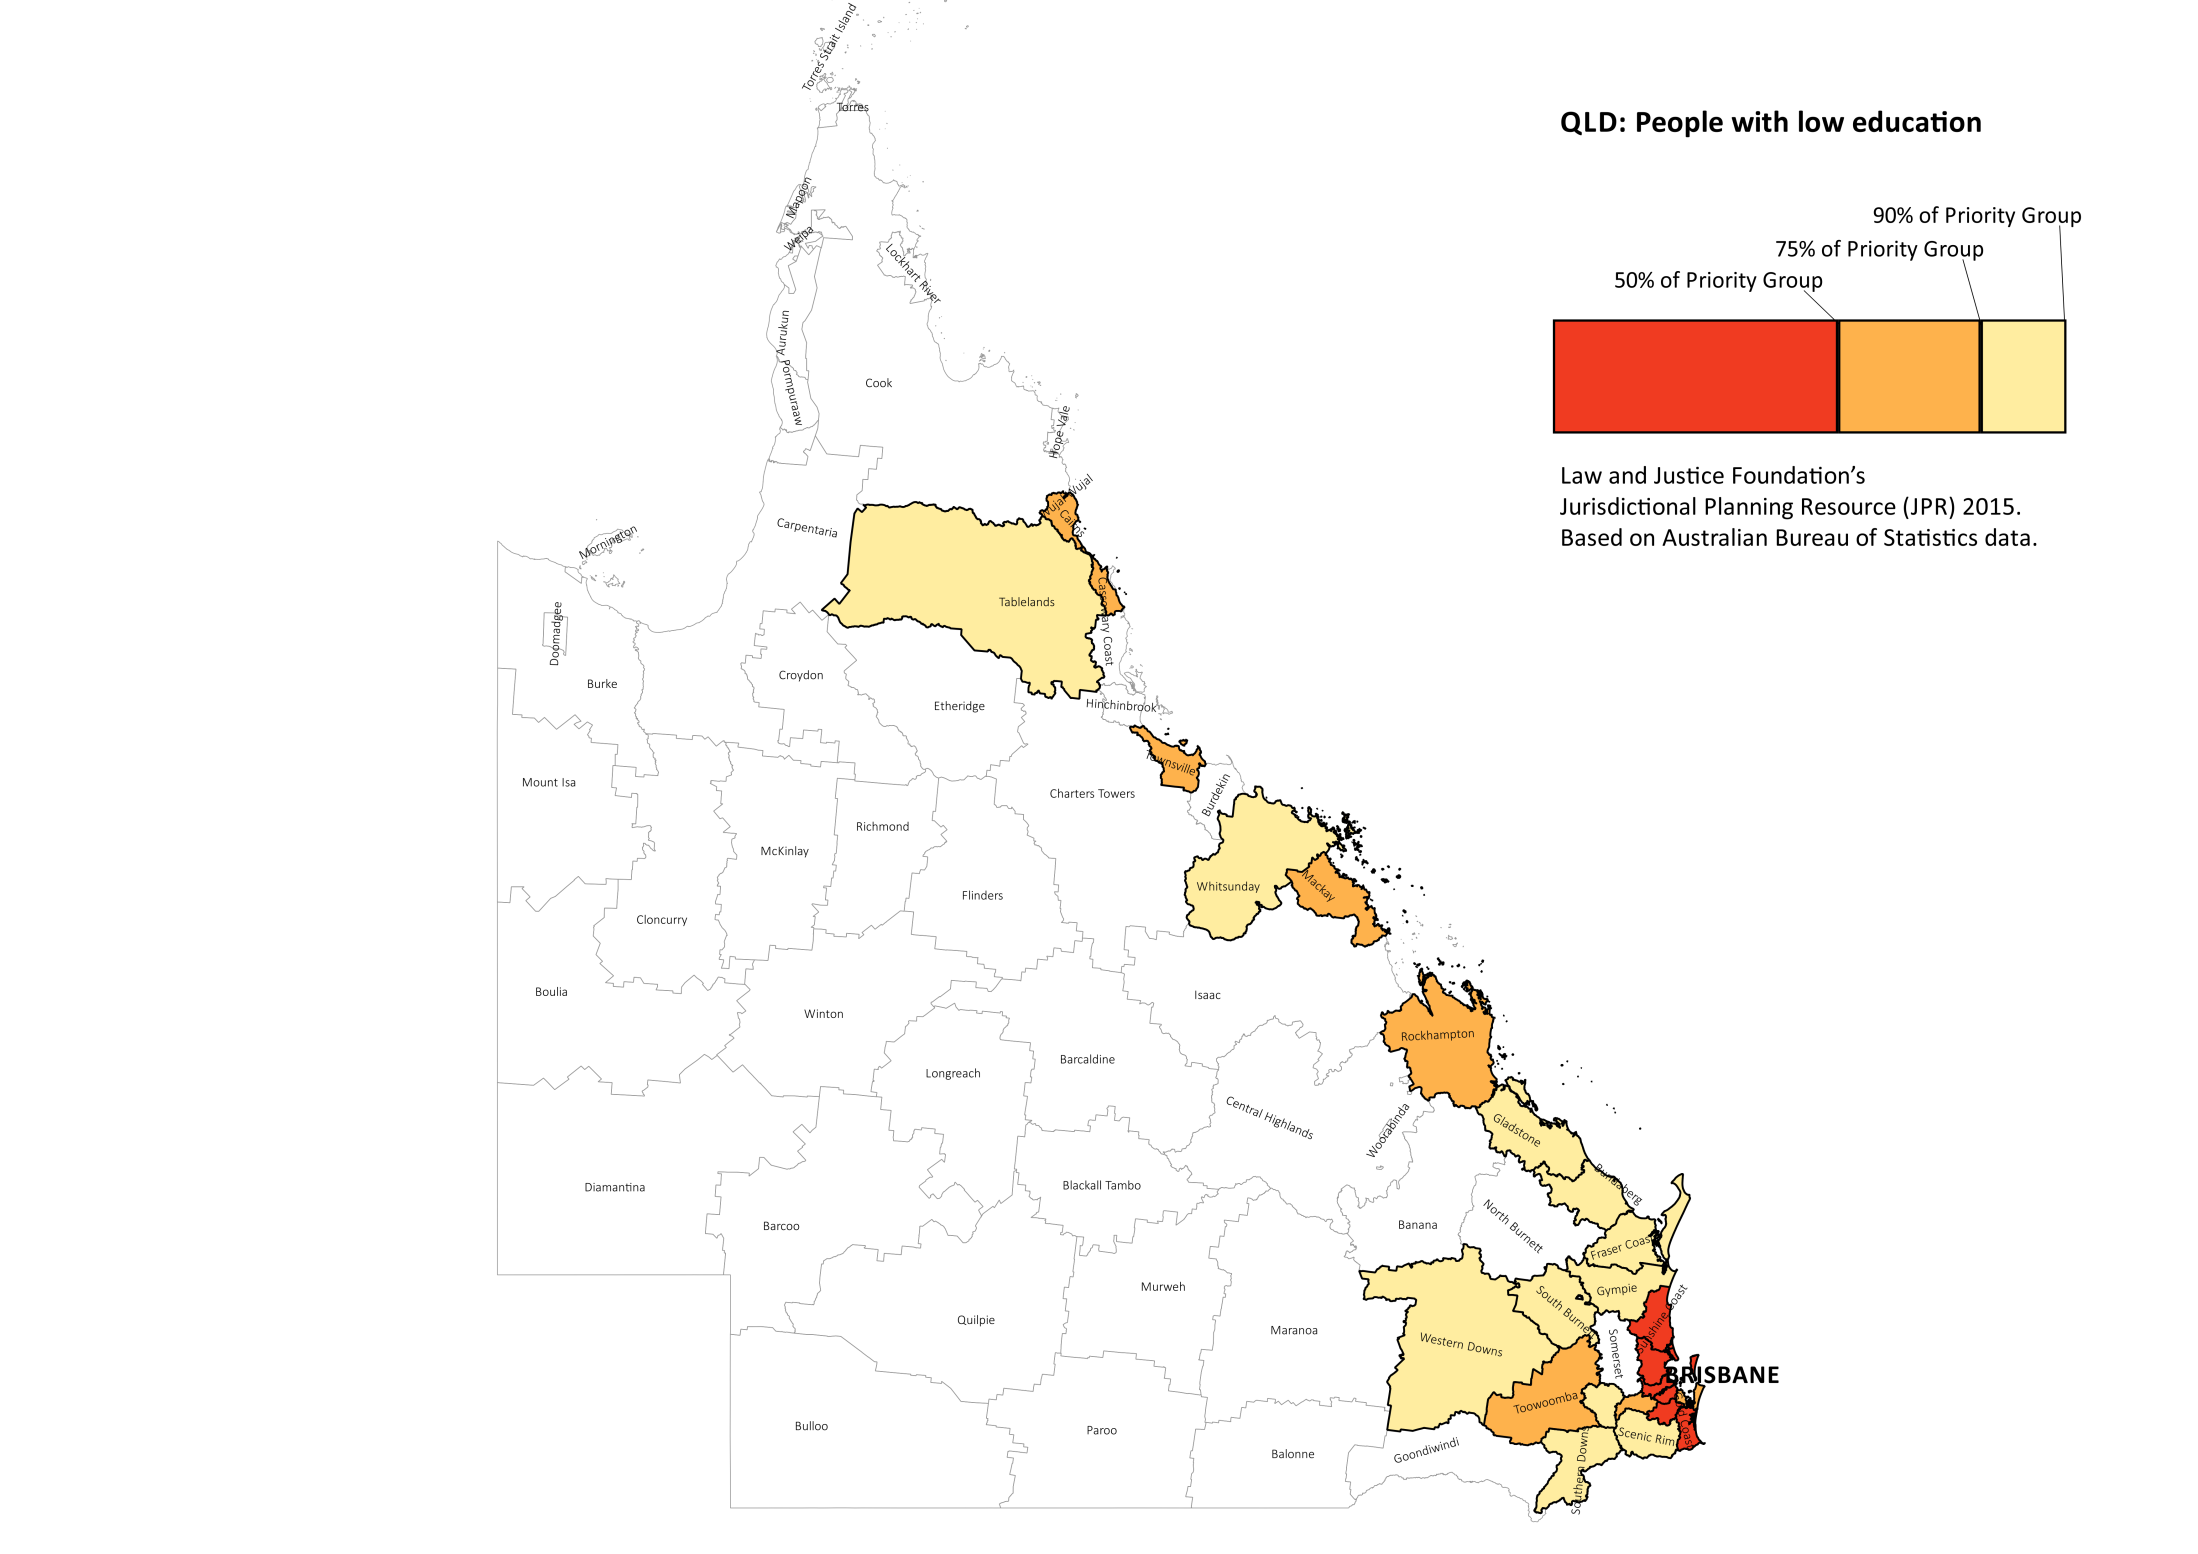 Torres Strait Island
Torres
QLD: People with low education
Mapoon
90% of Priority Group
Weipa
75% of Priority Group
Lockhart River
50% of Priority Group
Aurukun
Pormpuraaw
Cook
Hope Vale
Law and Justice Foundation’s
Jurisdictional Planning Resource (JPR) 2015.
Based on Australian Bureau of Statistics data.
Wujal Wujal
Cairns
Carpentaria
Mornington
Tablelands
Cassowary Coast
Doomadgee
Burke
Croydon
Etheridge
Hinchinbrook
Townsville
Mount Isa
Charters Towers
Burdekin
Richmond
McKinlay
Whitsunday
Mackay
Flinders
Cloncurry
Boulia
Isaac
Winton
Rockhampton
Barcaldine
Longreach
Central Highlands
Woorabinda
Gladstone
Diamantina
Blackall Tambo
Bundaberg
Barcoo
Banana
North Burnett
Fraser Coast
Murweh
Gympie
South Burnett
Sunshine Coast
Quilpie
Maranoa
Western Downs
Somerset
BRISBANE
Toowoomba
Bulloo
Paroo
Balonne
Goondiwindi
Scenic Rim
Southern Downs
Coast